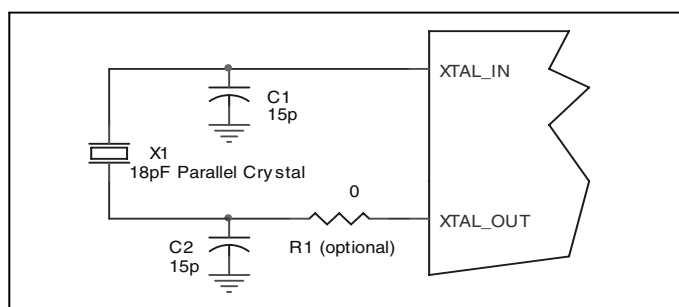 XTAL_IN
C1
15p
X1
18pF Parallel Crystal
0
XTAL_OUT
C2
15p
R1 (optional)